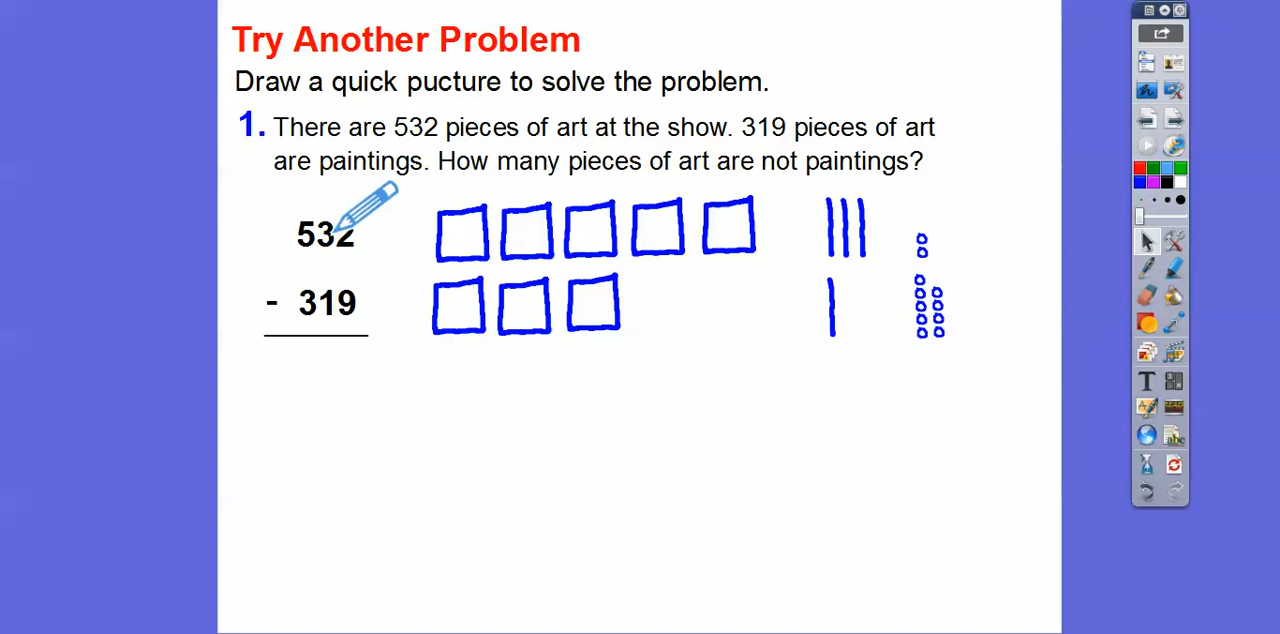 Try Another Problem
Draw a quick pucture to solve the problem.
1. There are 532 pieces of art at the show. 319 pieces of art
are paintings. How many pieces of art are not paintings?
532
- 319
T
abc